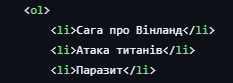 <ol>
<li>Сага про Вінланд</li>
<li>Атака титанів</li>
<li>Паразит</li>